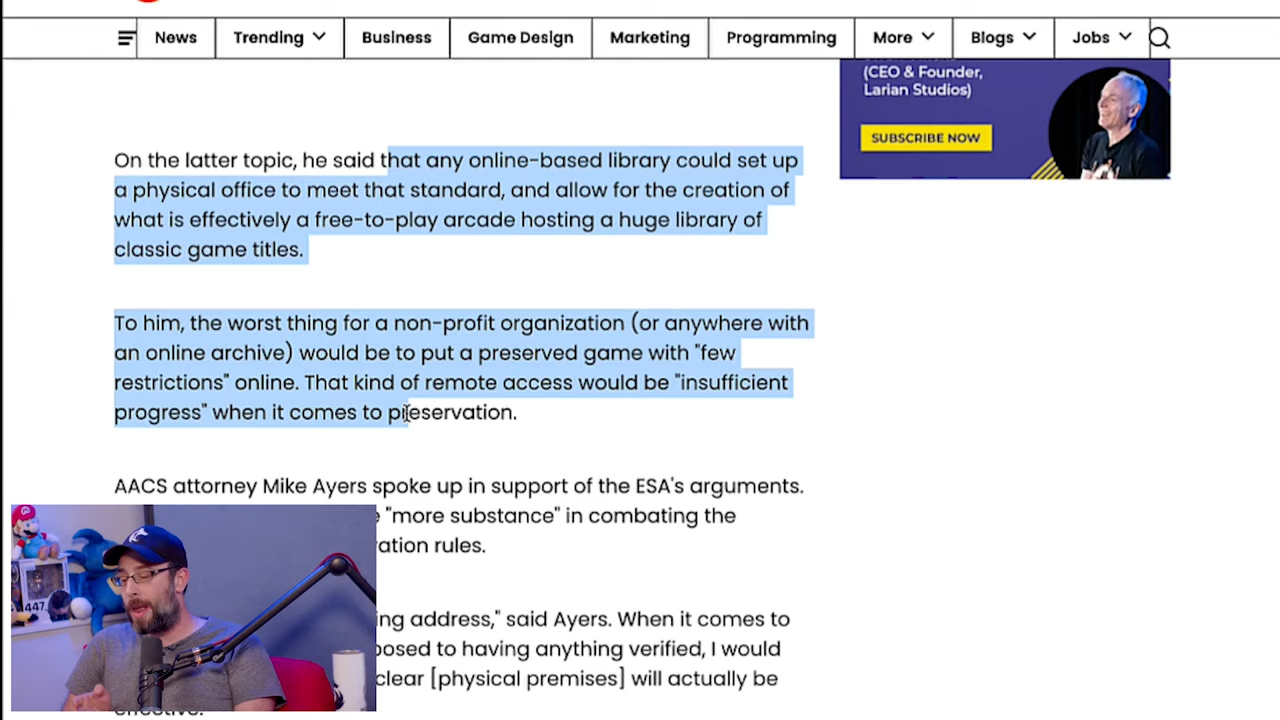 News
Trending
Business
Game Design
Marketing
Programming
More
Blogs
Jobs
(CEO & Founder,
Larian Studios)
SUBSCRIBE NOW
On the latter topic, he said that any online-based library could set up
a physical office to meet that standard, and allow for the creation of
what is effectively a free-to-play arcade hosting a huge library of
classic game titles.
To him, the worst thing for a non-profit organization (or anywhere with
an online archive) would be to put a preserved game with "few
restrictions" online. That kind of remote access would be "insufficient
progress" when it comes to preservation.
AACS attorney Mike Ayers spoke up in support of the ESA's arguments.
"more substance" in combating the
ation rules.
ing address," said Ayers. When it comes to
posed to having anything verified, I would
clear [physical premises] will actually be
effective."
447